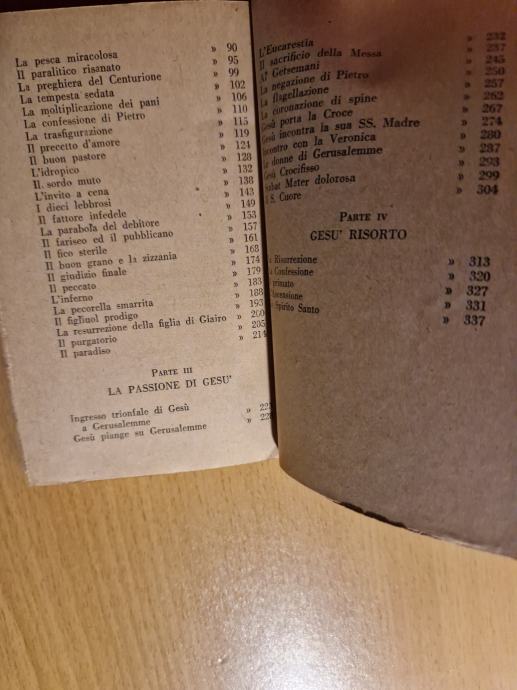 La pesca miracolosa » 90
Il paralitico risanato » 95
La preghiera del Centurione » 99
La tempesta sedata » 102
La moltiplicazione dei pani » 106
La confessione di Pietro » 110
La trasfigurazione » 115
Il precetto d'amore » 119
Il buon pastore » 124
L'idropico » 128
Il sordo muto » 132
L'invito a cena » 138
I dieci lebbrosi » 143
Il fattore infedele » 149
La parabola del debitore » 153
Il fariseo ed il pubblicano » 157
Il fico sterile » 161
Il buon grano e la zizzania » 168
Il giudizio finale » 174
Il peccato » 179
L'inferno » 183
La pecorella smarrita » 188
Il figliuol prodigo » 193
La resurrezione della figlia di Giairo » 200
Il purgatorio » 205
Il paradiso » 214
PARTE III
LA PASSIONE DI GESU'
Ingresso trionfale di Gesù
a Gerusalemme »
Gesù piange su Gerusalemme »
L'Eucarestia » 232
Il sacrificio della Messa » 237
Al Getsemani » 245
La negazione di Pietro » 250
La flagellazione » 257
La coronazione di spine » 262
Gesù porta la Croce » 267
Gesù incontra la sua SS. Madre » 274
Incontro con la Veronica » 280
Le donne di Gerusalemme » 287
Gesù Crocifisso » 293
Stabat Mater dolorosa » 299
S. Cuore » 304
PARTE IV
GESU' RISORTO
Risurrezione » 313
Confessione » 320
» 327
» 331
Spirito Santo » 337